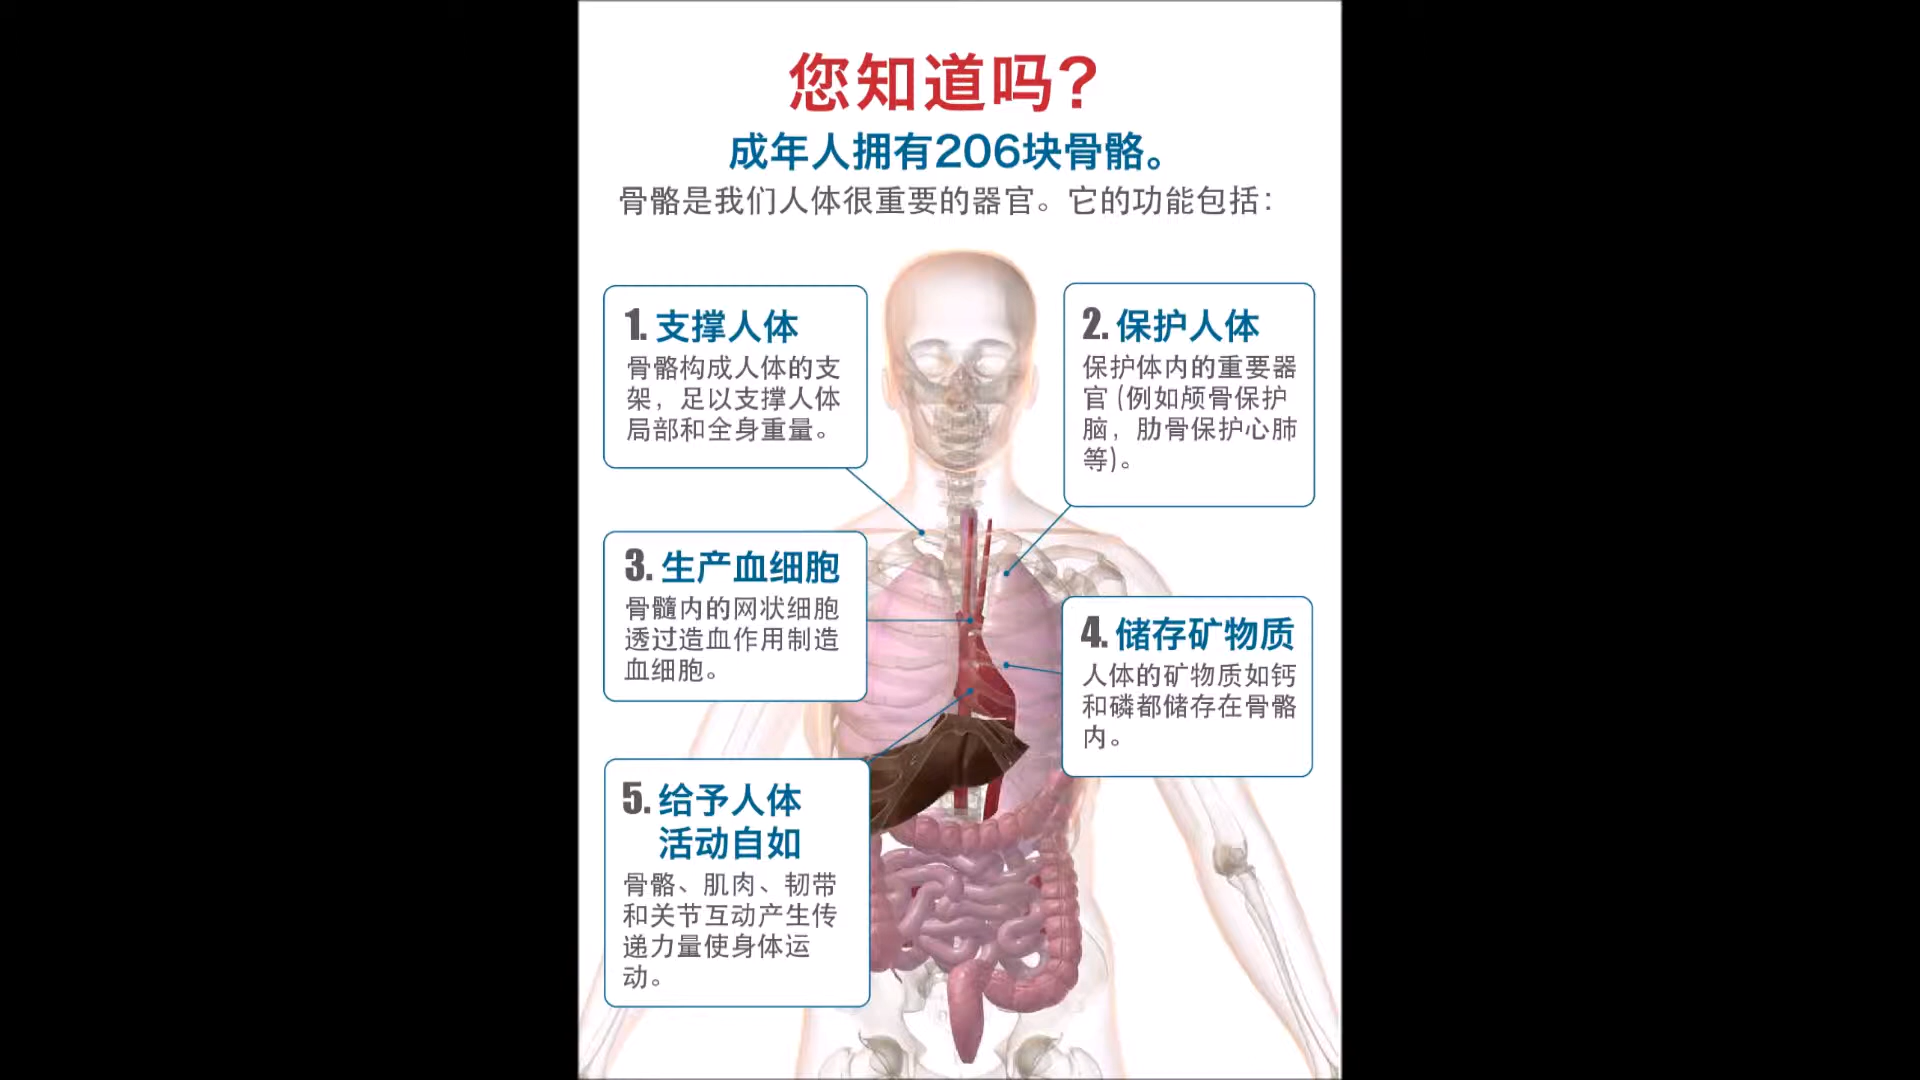 您知道吗？
成年人拥有206块骨骼。
骨骼是我们人体很重要的器官。它的功能包括：
1. 支撑人体
骨骼构成人体的支
架，足以支撑人体
局部和全身重量。
2. 保护人体
保护体内的重要器
官（例如颅骨保护
脑，肋骨保护心肺
等）。
3. 生产血细胞
骨髓内的网状细胞
透过造血作用制造
血细胞。
4. 储存矿物质
人体的矿物质如钙
和磷都储存在骨骼
内。
5. 给予人体
活动自如
骨骼、肌肉、韧带
和关节互动产生传
递力量使身体运
动。